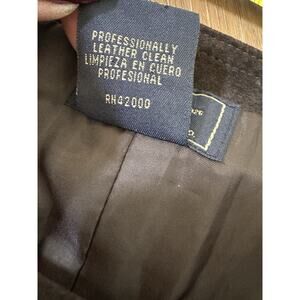 PROFESSIONALLY
LEATHER CLEAN
LIMPIEZA EN CUERO
PROFESIONAL
RN42000